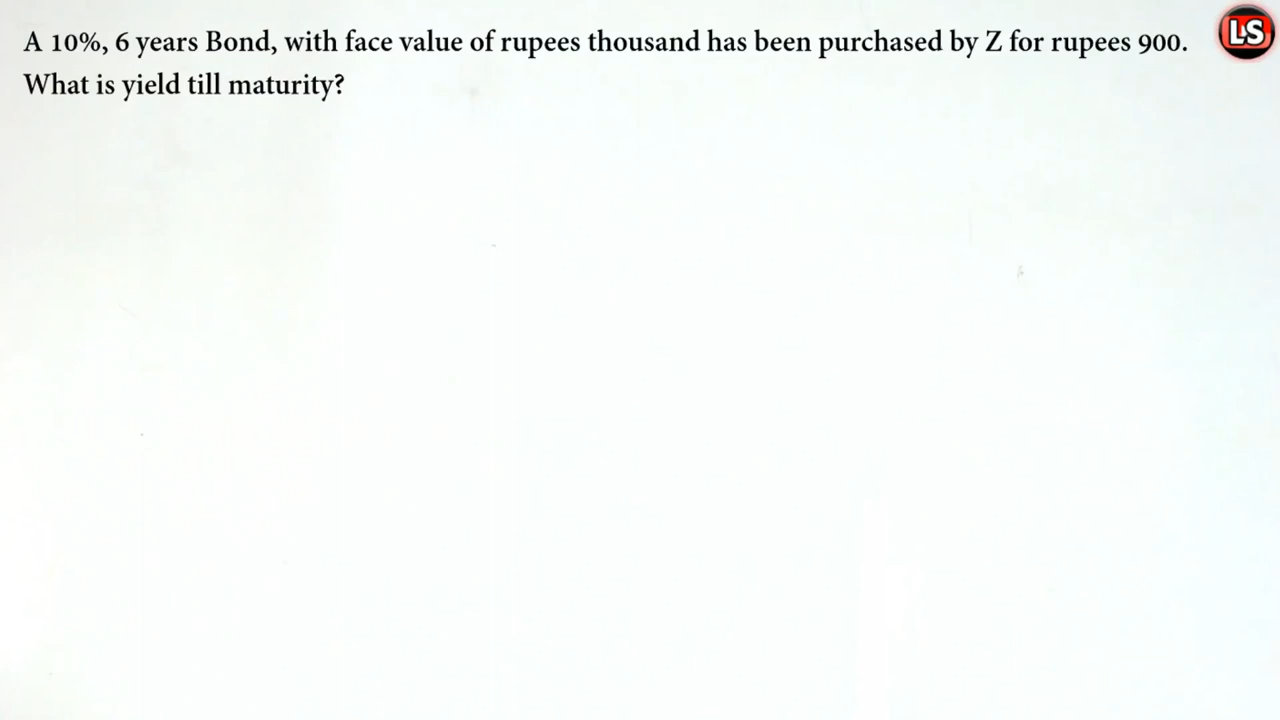 A 10%, 6 years Bond, with face value of rupees thousand has been purchased by Z for rupees 900.
What is yield till maturity?
LS